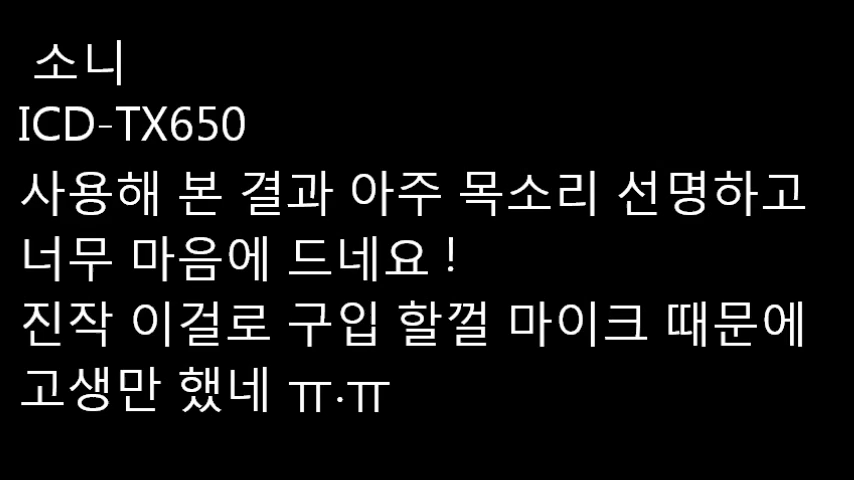 소니
ICD-TX650
사용해 본 결과 아주 목소리 선명하고
너무 마음에 드네요 !
진작 이걸로 구입 할껄 마이크 때문에
고생만 했네 ㅠ.ㅠ